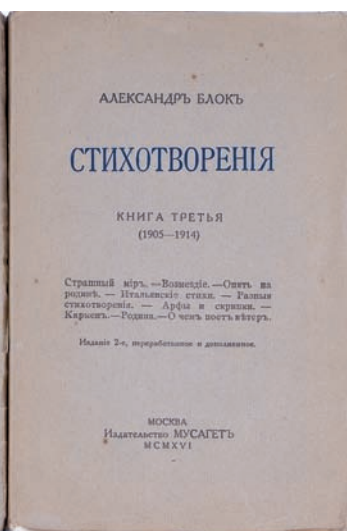 АЛЕКСАНДРЪ БЛОКЪ
СТИХОТВОРЕНІЯ
КНИГА ТРЕТЬЯ
(1905—1914)
Страшный міръ. —Возмездіе. —Опять на
родинѣ. — Итальянскіе стихи. — Разныя
стихотворенія. — Арфы и скрипки. —
Карменъ.—Родина.—О чемъ поетъ вѣтеръ.
Изданіе 2-е, переработанное и дополненное.
МОСКВА
Издательство МУСАГЕТЪ
MCMXVI